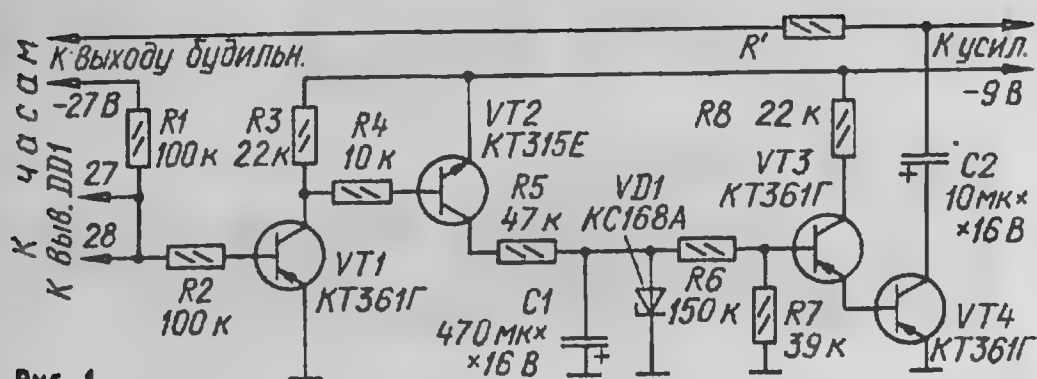 К часам
К выходу будильн.
R'
К усил.
-27 В
-9 В
R1
100 к
R3
22 к
R4
10 к
VT2
КТ315Е
R8 22 к
27
28
К выв. DD1
R2
100 к
VT1
КТ361Г
R5
47 к
VD1
КС168А
VT3
КТ361Г
C2
10 мк×
×16 В
C1
470 мк×
×16 В
+
+
R6
150 к
R7
39 к
VT4
КТ361Г
Рис. 1